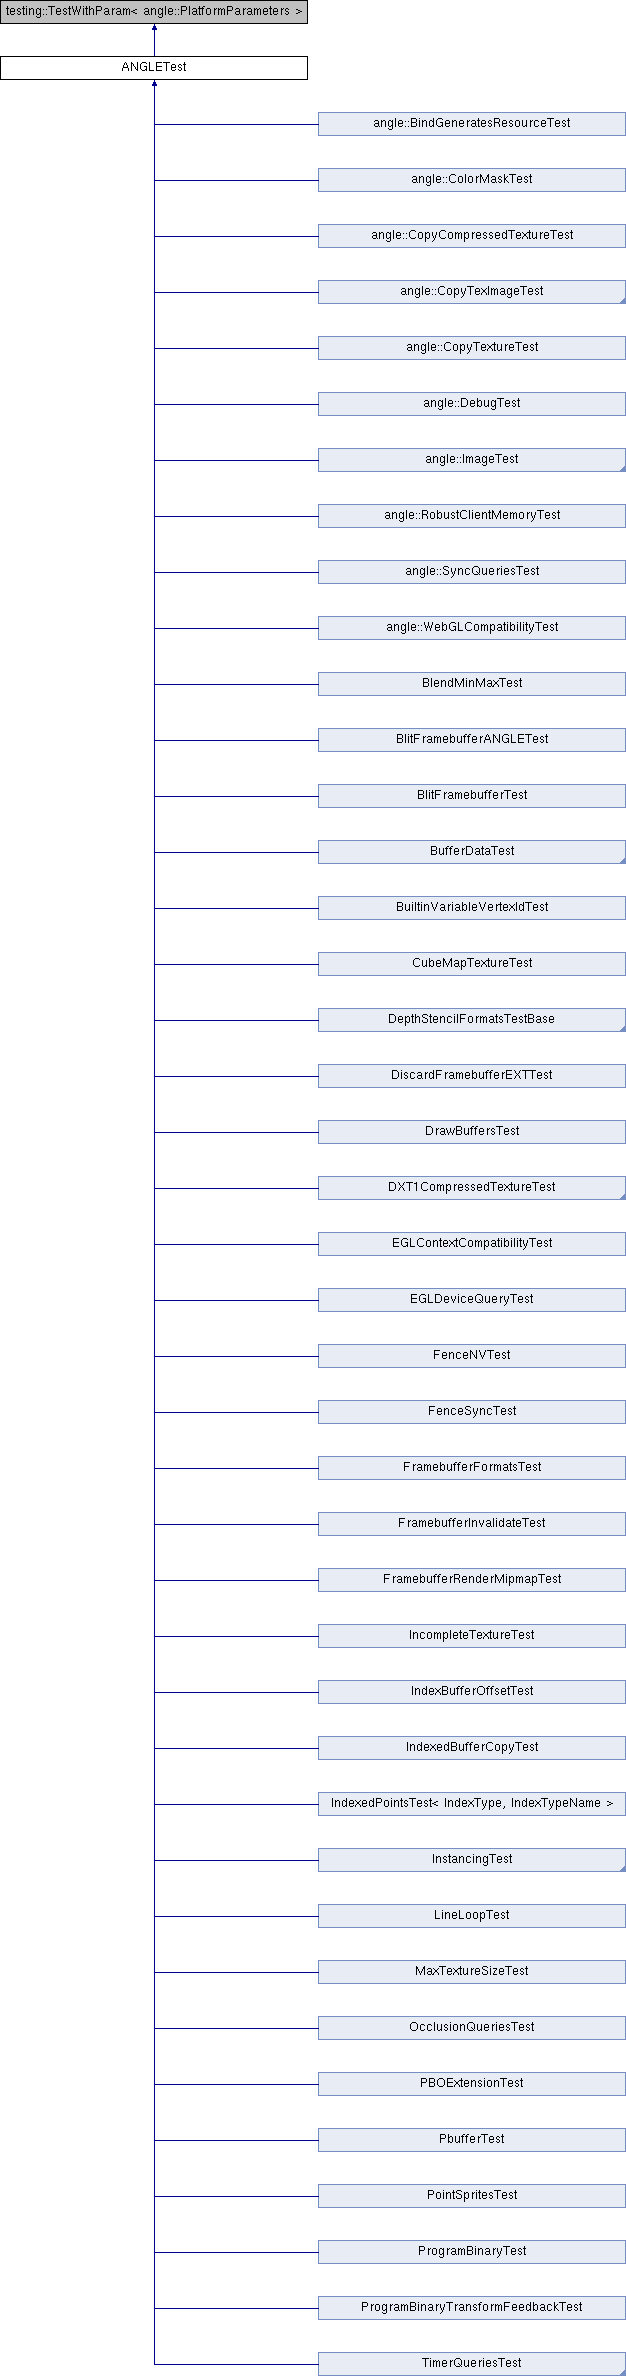 testing::TestWithParam< angle::PlatformParameters >
ANGLETest
angle::BindGeneratesResourceTest
angle::ColorMaskTest
angle::CopyCompressedTextureTest
angle::CopyTexImageTest
angle::CopyTextureTest
angle::DebugTest
angle::ImageTest
angle::RobustClientMemoryTest
angle::SyncQueriesTest
angle::WebGLCompatibilityTest
BlendMinMaxTest
BlitFramebufferANGLETest
BlitFramebufferTest
BufferDataTest
BuiltinVariableVertexIdTest
CubeMapTextureTest
DepthStencilFormatsTestBase
DiscardFramebufferEXTTest
DrawBuffersTest
DXT1CompressedTextureTest
EGLContextCompatibilityTest
EGLDeviceQueryTest
FenceNVTest
FenceSyncTest
FramebufferFormatsTest
FramebufferInvalidateTest
FramebufferRenderMipmapTest
IncompleteTextureTest
IndexBufferOffsetTest
IndexedBufferCopyTest
IndexedPointsTest< IndexType, IndexTypeName >
InstancingTest
LineLoopTest
MaxTextureSizeTest
OcclusionQueriesTest
PBOExtensionTest
PbufferTest
PointSpritesTest
ProgramBinaryTest
ProgramBinaryTransformFeedbackTest
TimerQueriesTest